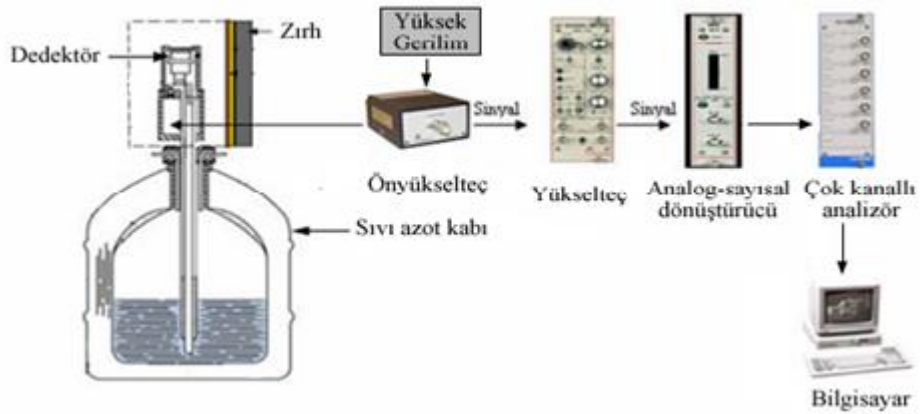 Yüksek
Gerilim
Zırh
Dedektör
Sinyal
Sinyal
Önyükselteç
Yükselteç
Analog-sayısal
dönüştürücü
Çok kanallı
analizör
Sıvı azot kabı
Bilgisayar